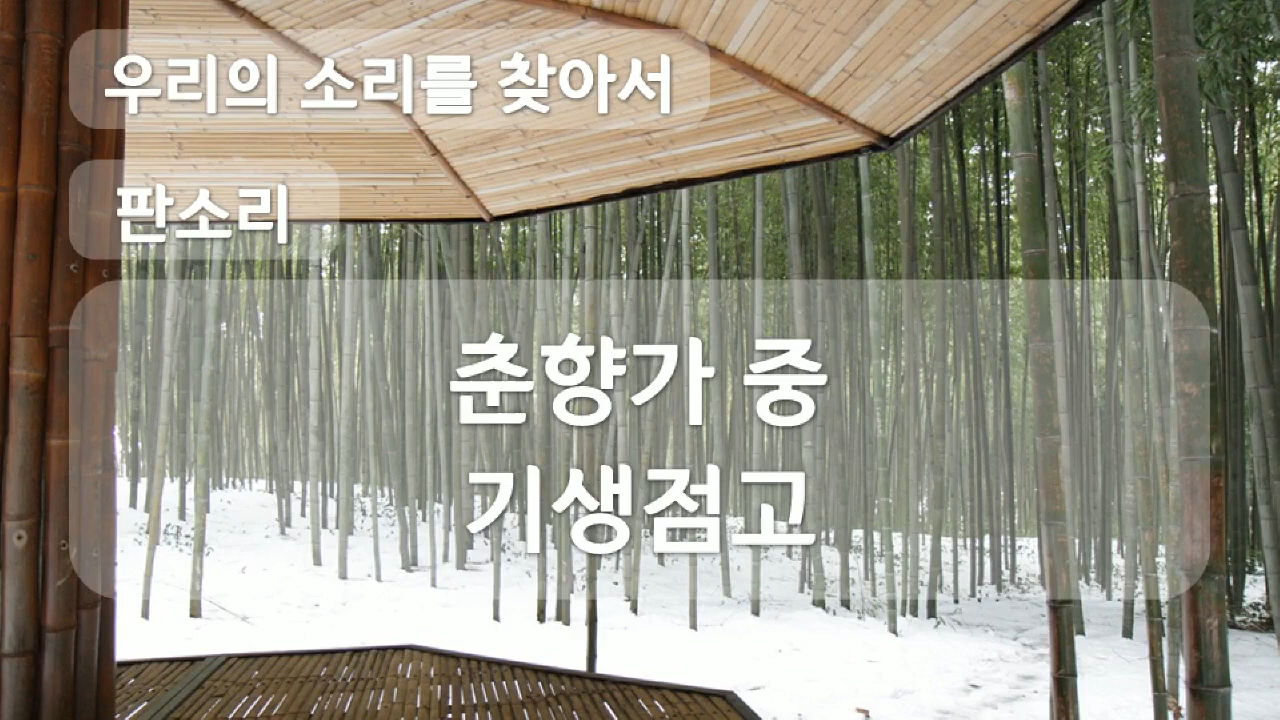 우리의 소리를 찾아서
판소리
춘향가 중
기생점고